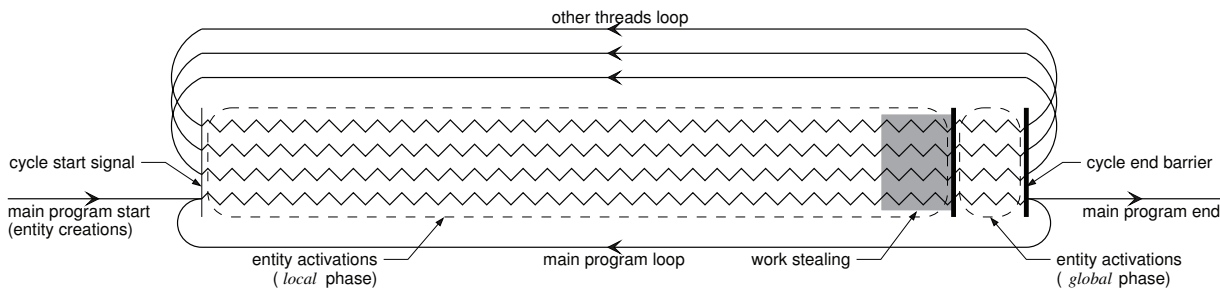 other threads loop
cycle start signal
cycle end barrier
main program start
(entity creations)
main program end
entity activations
( local phase)
main program loop
work stealing
entity activations
( global phase)